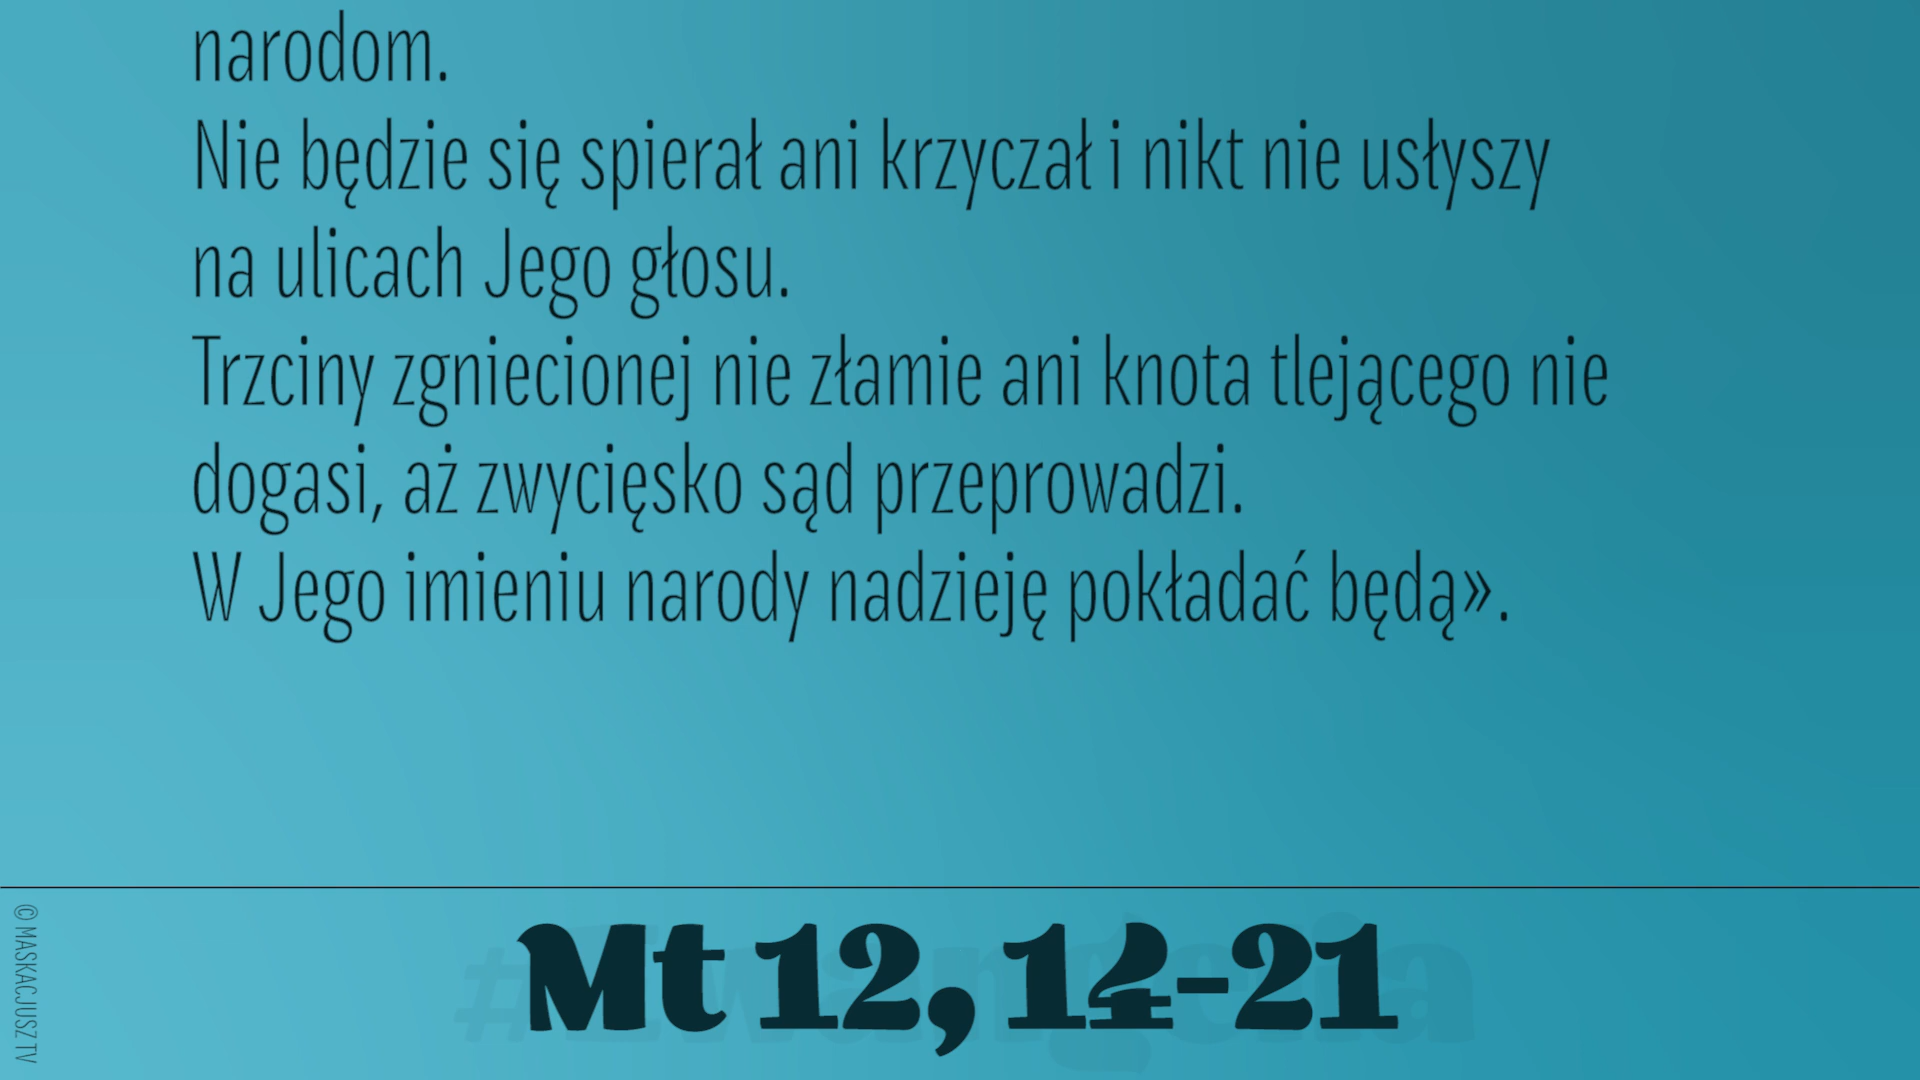 narodom.
Nie będzie się spierał ani krzyczał i nikt nie usłyszy
na ulicach Jego głosu.
Trzciny zgniecionej nie złamie ani knota tlejącego nie
dogasi, aż zwycięsko sąd przeprowadzi.
W Jego imieniu narody nadzieję pokładać będą».
#Ewangelia
Mt 12, 14-21
© MASKACJUSZ TV